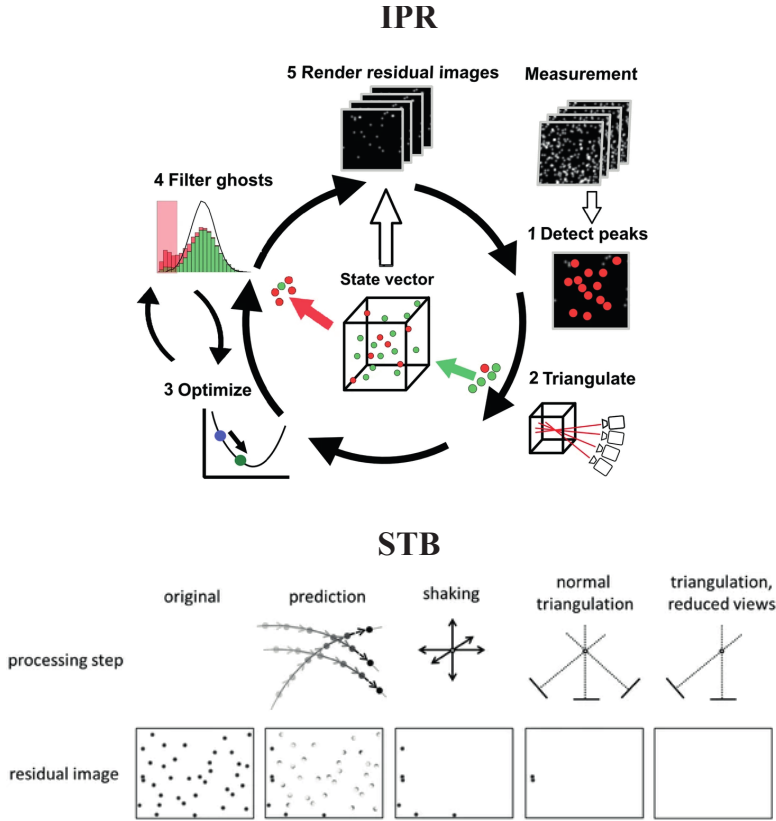 IPR
5 Render residual images
Measurement
4 Filter ghosts
1 Detect peaks
State vector
3 Optimize
2 Triangulate
STB
original
prediction
shaking
normal
triangulation
triangulation,
reduced views
processing step
residual image